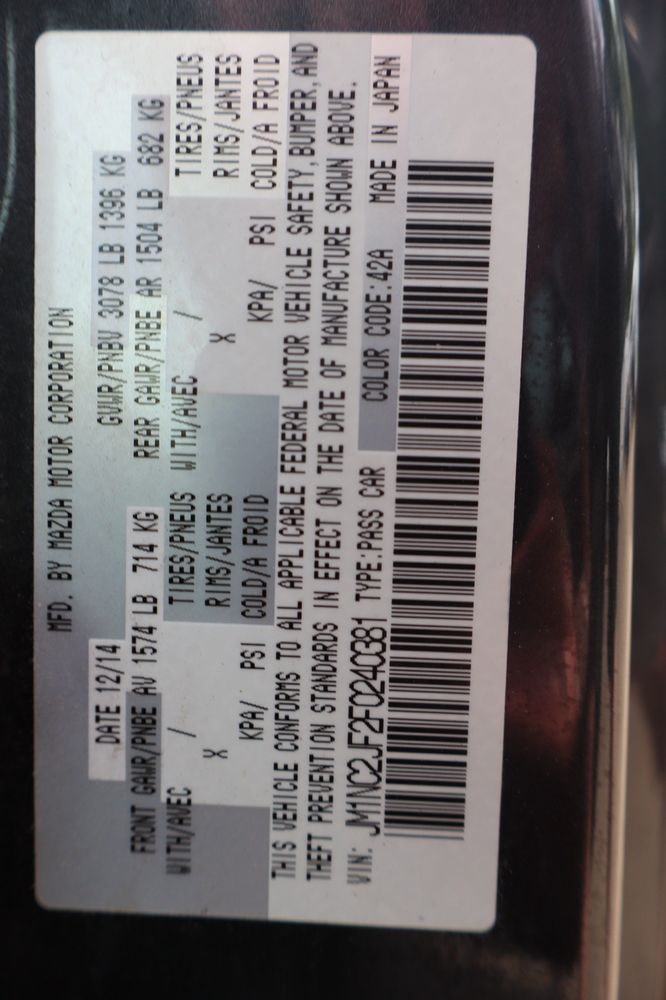 MFD. BY MAZDA MOTOR CORPORATION
DATE 12/14 GVWR/PNBV 3078 LB 1396 KG
FRONT GAWR/PNBE AV 1574 LB 714 KG REAR GAWR/PNBE AR 1504 LB 682 KG
WITH/AVEC / TIRES/PNEUS WITH/AVEC / TIRES/PNEUS
X RIMS/JANTES X RIMS/JANTES
KPA/ PSI COLD/A FROID KPA/ PSI COLD/A FROID
THIS VEHICLE CONFORMS TO ALL APPLICABLE FEDERAL MOTOR VEHICLE SAFETY, BUMPER, AND
THEFT PREVENTION STANDARDS IN EFFECT ON THE DATE OF MANUFACTURE SHOWN ABOVE.
VIN: JM1NC2JF2F0240381 TYPE:PASS CAR COLOR CODE:42A MADE IN JAPAN